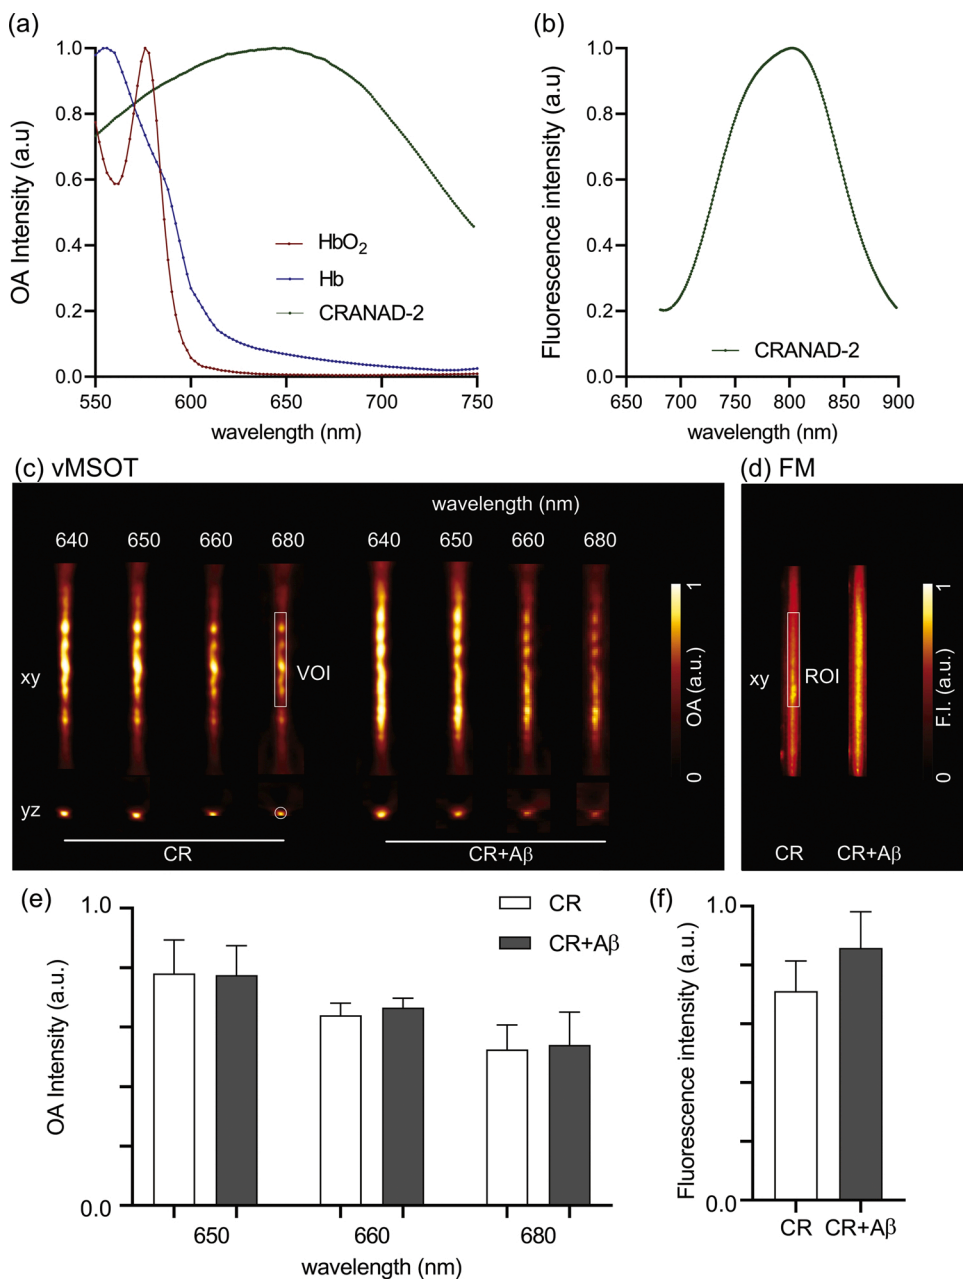 (a)
1.0
0.8
0.6
0.4
0.2
0.0
OA Intensity (a.u)
HbO2
Hb
CRANAD-2
550 600 650 700 750
wavelength (nm)
(b)
1.0
0.8
0.6
0.4
0.2
0.0
Fluorescence intensity (a.u)
CRANAD-2
650 700 750 800 850 900
wavelength (nm)
(c) vMSOT
wavelength (nm)
640 650 660 680 640 650 660 680
xy
VOI
yz
CR
CR+Aβ
1
OA (a.u.)
0
(d) FM
xy
ROI
CR CR+Aβ
1
F.I. (a.u.)
0
(e)
1.0
0.0
OA Intensity (a.u.)
CR
CR+Aβ
650 660 680
wavelength (nm)
(f)
1.0
0.0
Fluorescence intensity (a.u.)
CR CR+Aβ